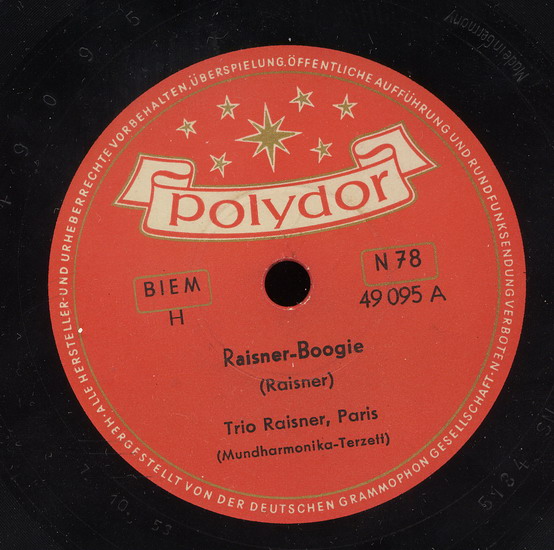 ALLE HERSTELLER- UND URHEBERRECHTE VORBEHALTEN. ÜBERSPIELUNG, ÖFFENTLICHE AUFFÜHRUNG UND RUNDFUNKSENDUNG VERBOTEN.
polydor
BIEM
H
N 78
49 095 A
Raisner-Boogie
(Raisner)
Trio Raisner, Paris
(Mundharmonika-Terzett)
HERGESTELLT VON DER DEUTSCHEN GRAMMOPHON GESELLSCHAFT
Made in Germany